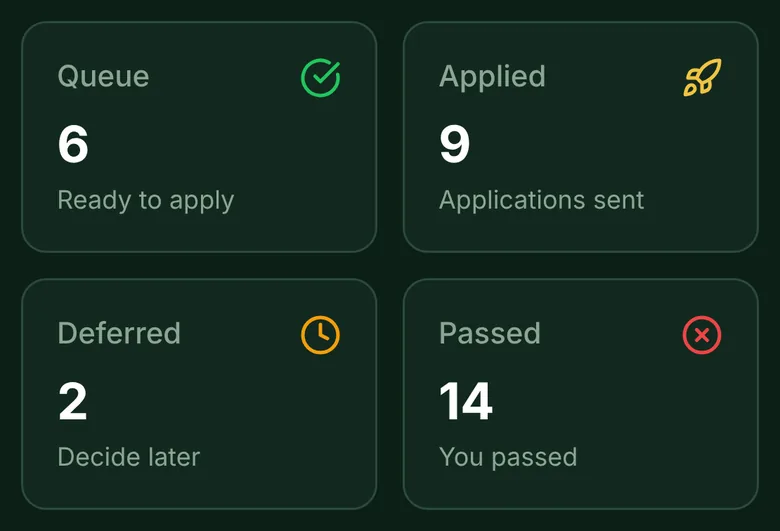 Queue
6
Ready to apply
Applied
9
Applications sent
Deferred
2
Decide later
Passed
14
You passed